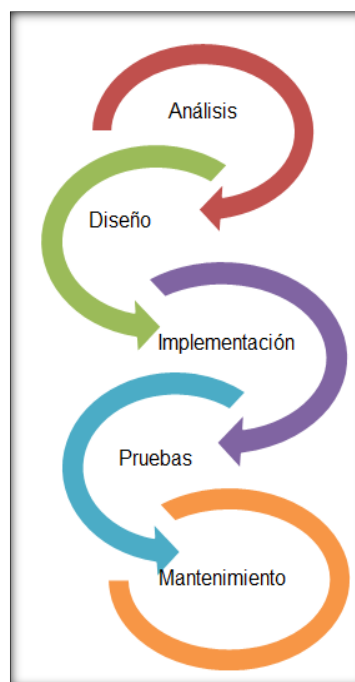 Análisis
Diseño
Implementación
Pruebas
Mantenimiento